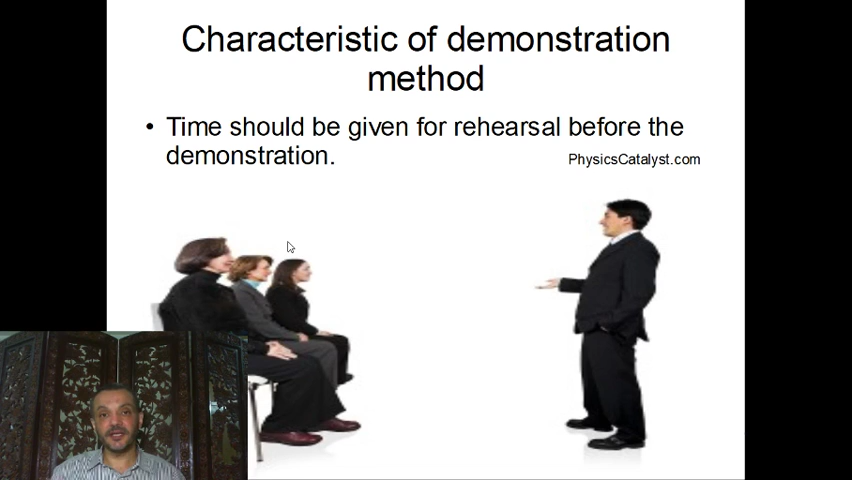 Characteristic of demonstration
method
• Time should be given for rehearsal before the
demonstration.
PhysicsCatalyst.com